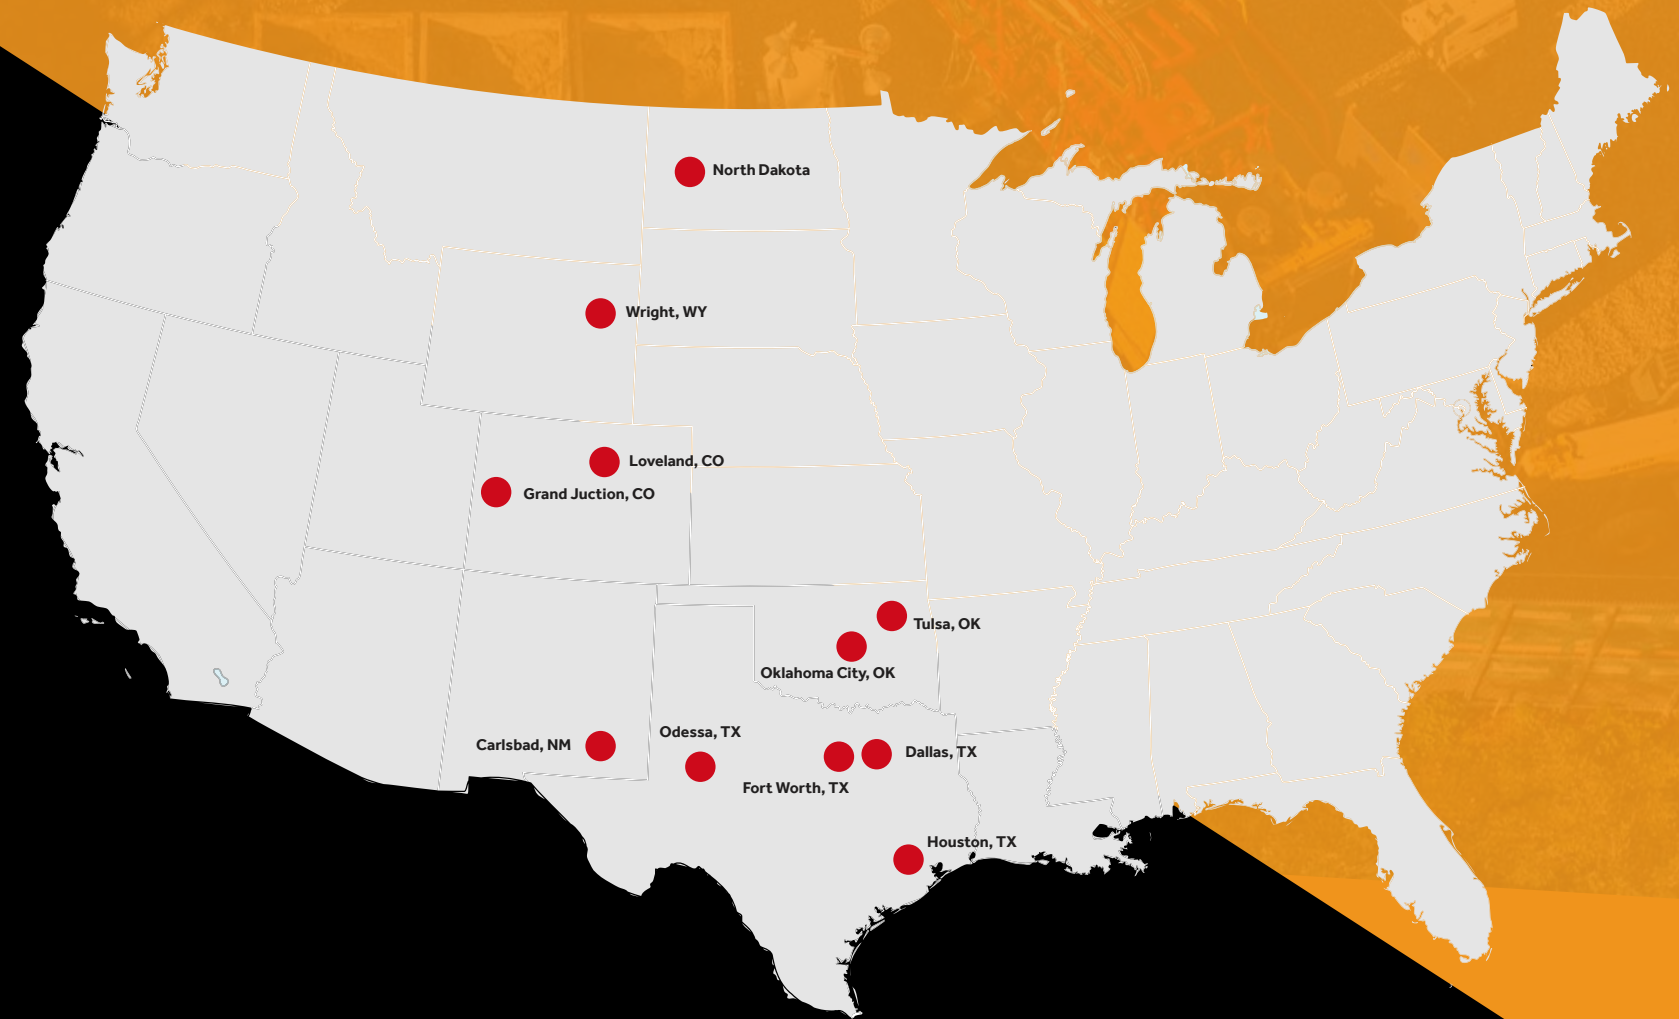 North Dakota
Wright, WY
Loveland, CO
Grand Juction, CO
Tulsa, OK
Oklahoma City, OK
Odessa, TX
Carlsbad, NM
Dallas, TX
Fort Worth, TX
Houston, TX